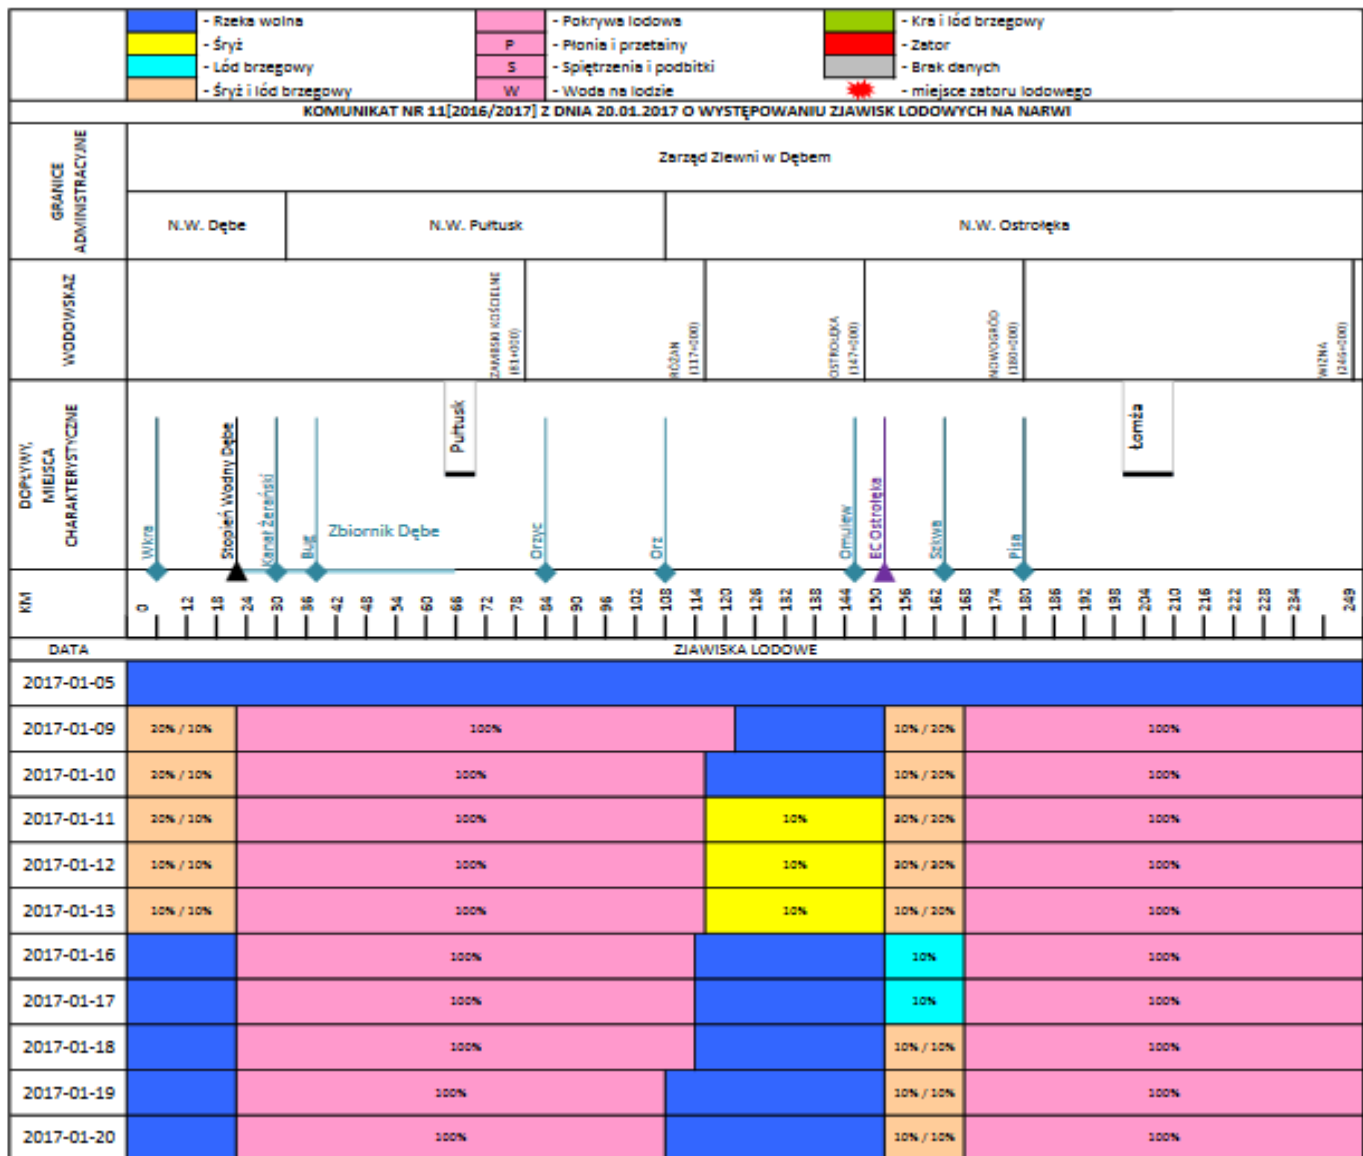 - Rzeka wolna
- Pokrywa lodowa
- Kra i lód brzegowy
- Śryż
P - Płonia i przetainy
- Zator
- Lód brzegowy
S - Spiętrzenia i podbitki
- Brak danych
- Śryż i lód brzegowy
W - Woda na lodzie
- miejsce zatoru lodowego
KOMUNIKAT NR 11[2016/2017] Z DNIA 20.01.2017 O WYSTĘPOWANIU ZJAWISK LODOWYCH NA NARWI
GRANICE
ADMINISTRACYJNE
Zarząd Zlewni w Dębem
N.W. Dębe
N.W. Pułtusk
N.W. Ostrołęka
WODOWSKAZ
ZAMBSKI KOŚCIELNE
(81+000)
RÓŻAN
(117+000)
OSTROŁĘKA
(147+000)
NOWOGRÓD
(180+000)
WIZNA
(246+000)
DOPŁYWY,
MIEJSCA
CHARAKTERYSTYCZNE
Wkra
Stopień Wodny Dębe
Kanał Żerański
Bug
Zbiornik Dębe
Pułtusk
Orzyc
Orz
Omulew
EC Ostrołęka
Szkwa
Pisa
Łomża
KM
0 12 18 24 30 36 42 48 54 60 66 72 78 84 90 96 102 108 114 120 126 132 138 144 150 156 162 168 174 180 186 192 198 204 210 216 222 228 234 249
DATA
ZJAWISKA LODOWE
2017-01-05
2017-01-09 20% / 10% 100% 10% / 20% 100%
2017-01-10 20% / 10% 100% 10% / 20% 100%
2017-01-11 20% / 10% 100% 10% 30% / 20% 100%
2017-01-12 10% / 10% 100% 10% 30% / 30% 100%
2017-01-13 10% / 10% 100% 10% 10% / 20% 100%
2017-01-16 100% 10% 100%
2017-01-17 100% 10% 100%
2017-01-18 100% 10% / 10% 100%
2017-01-19 100% 10% / 10% 100%
2017-01-20 100% 10% / 10% 100%